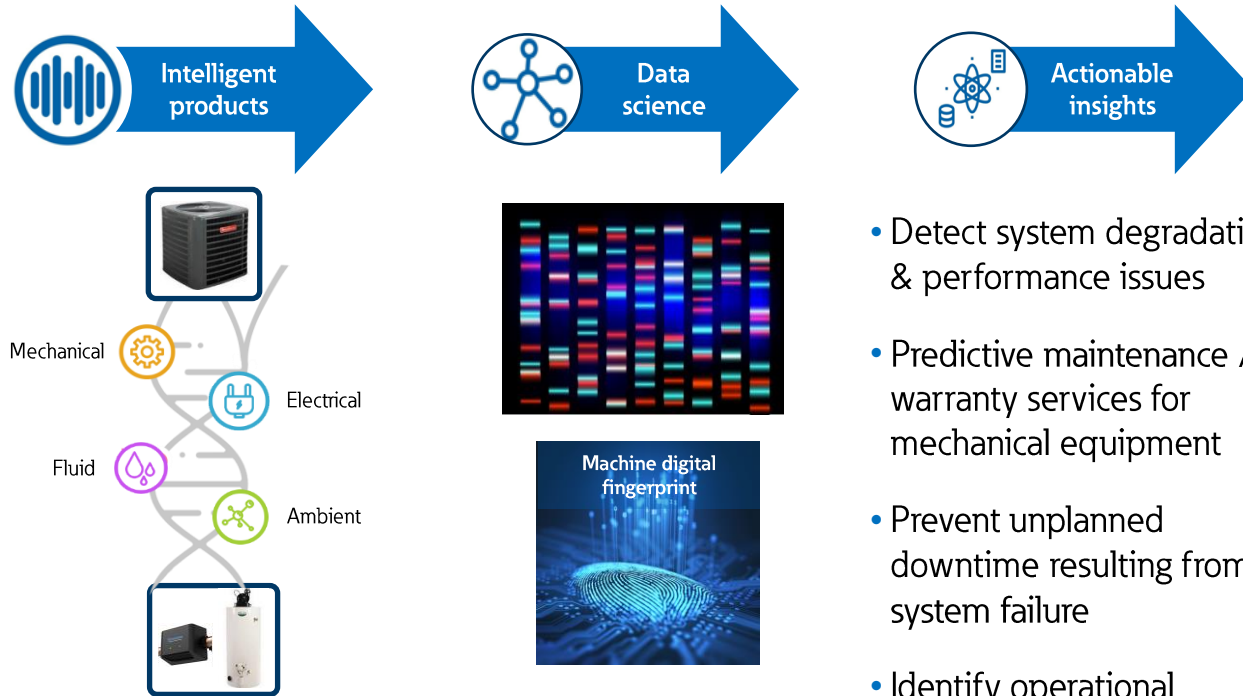 Intelligent
products
Data
science
Actionable
insights
Mechanical
Electrical
Fluid
Ambient
Machine digital
fingerprint
• Detect system degradati
& performance issues
• Predictive maintenance
warranty services for
mechanical equipment
• Prevent unplanned
downtime resulting from
system failure
• Identify operational